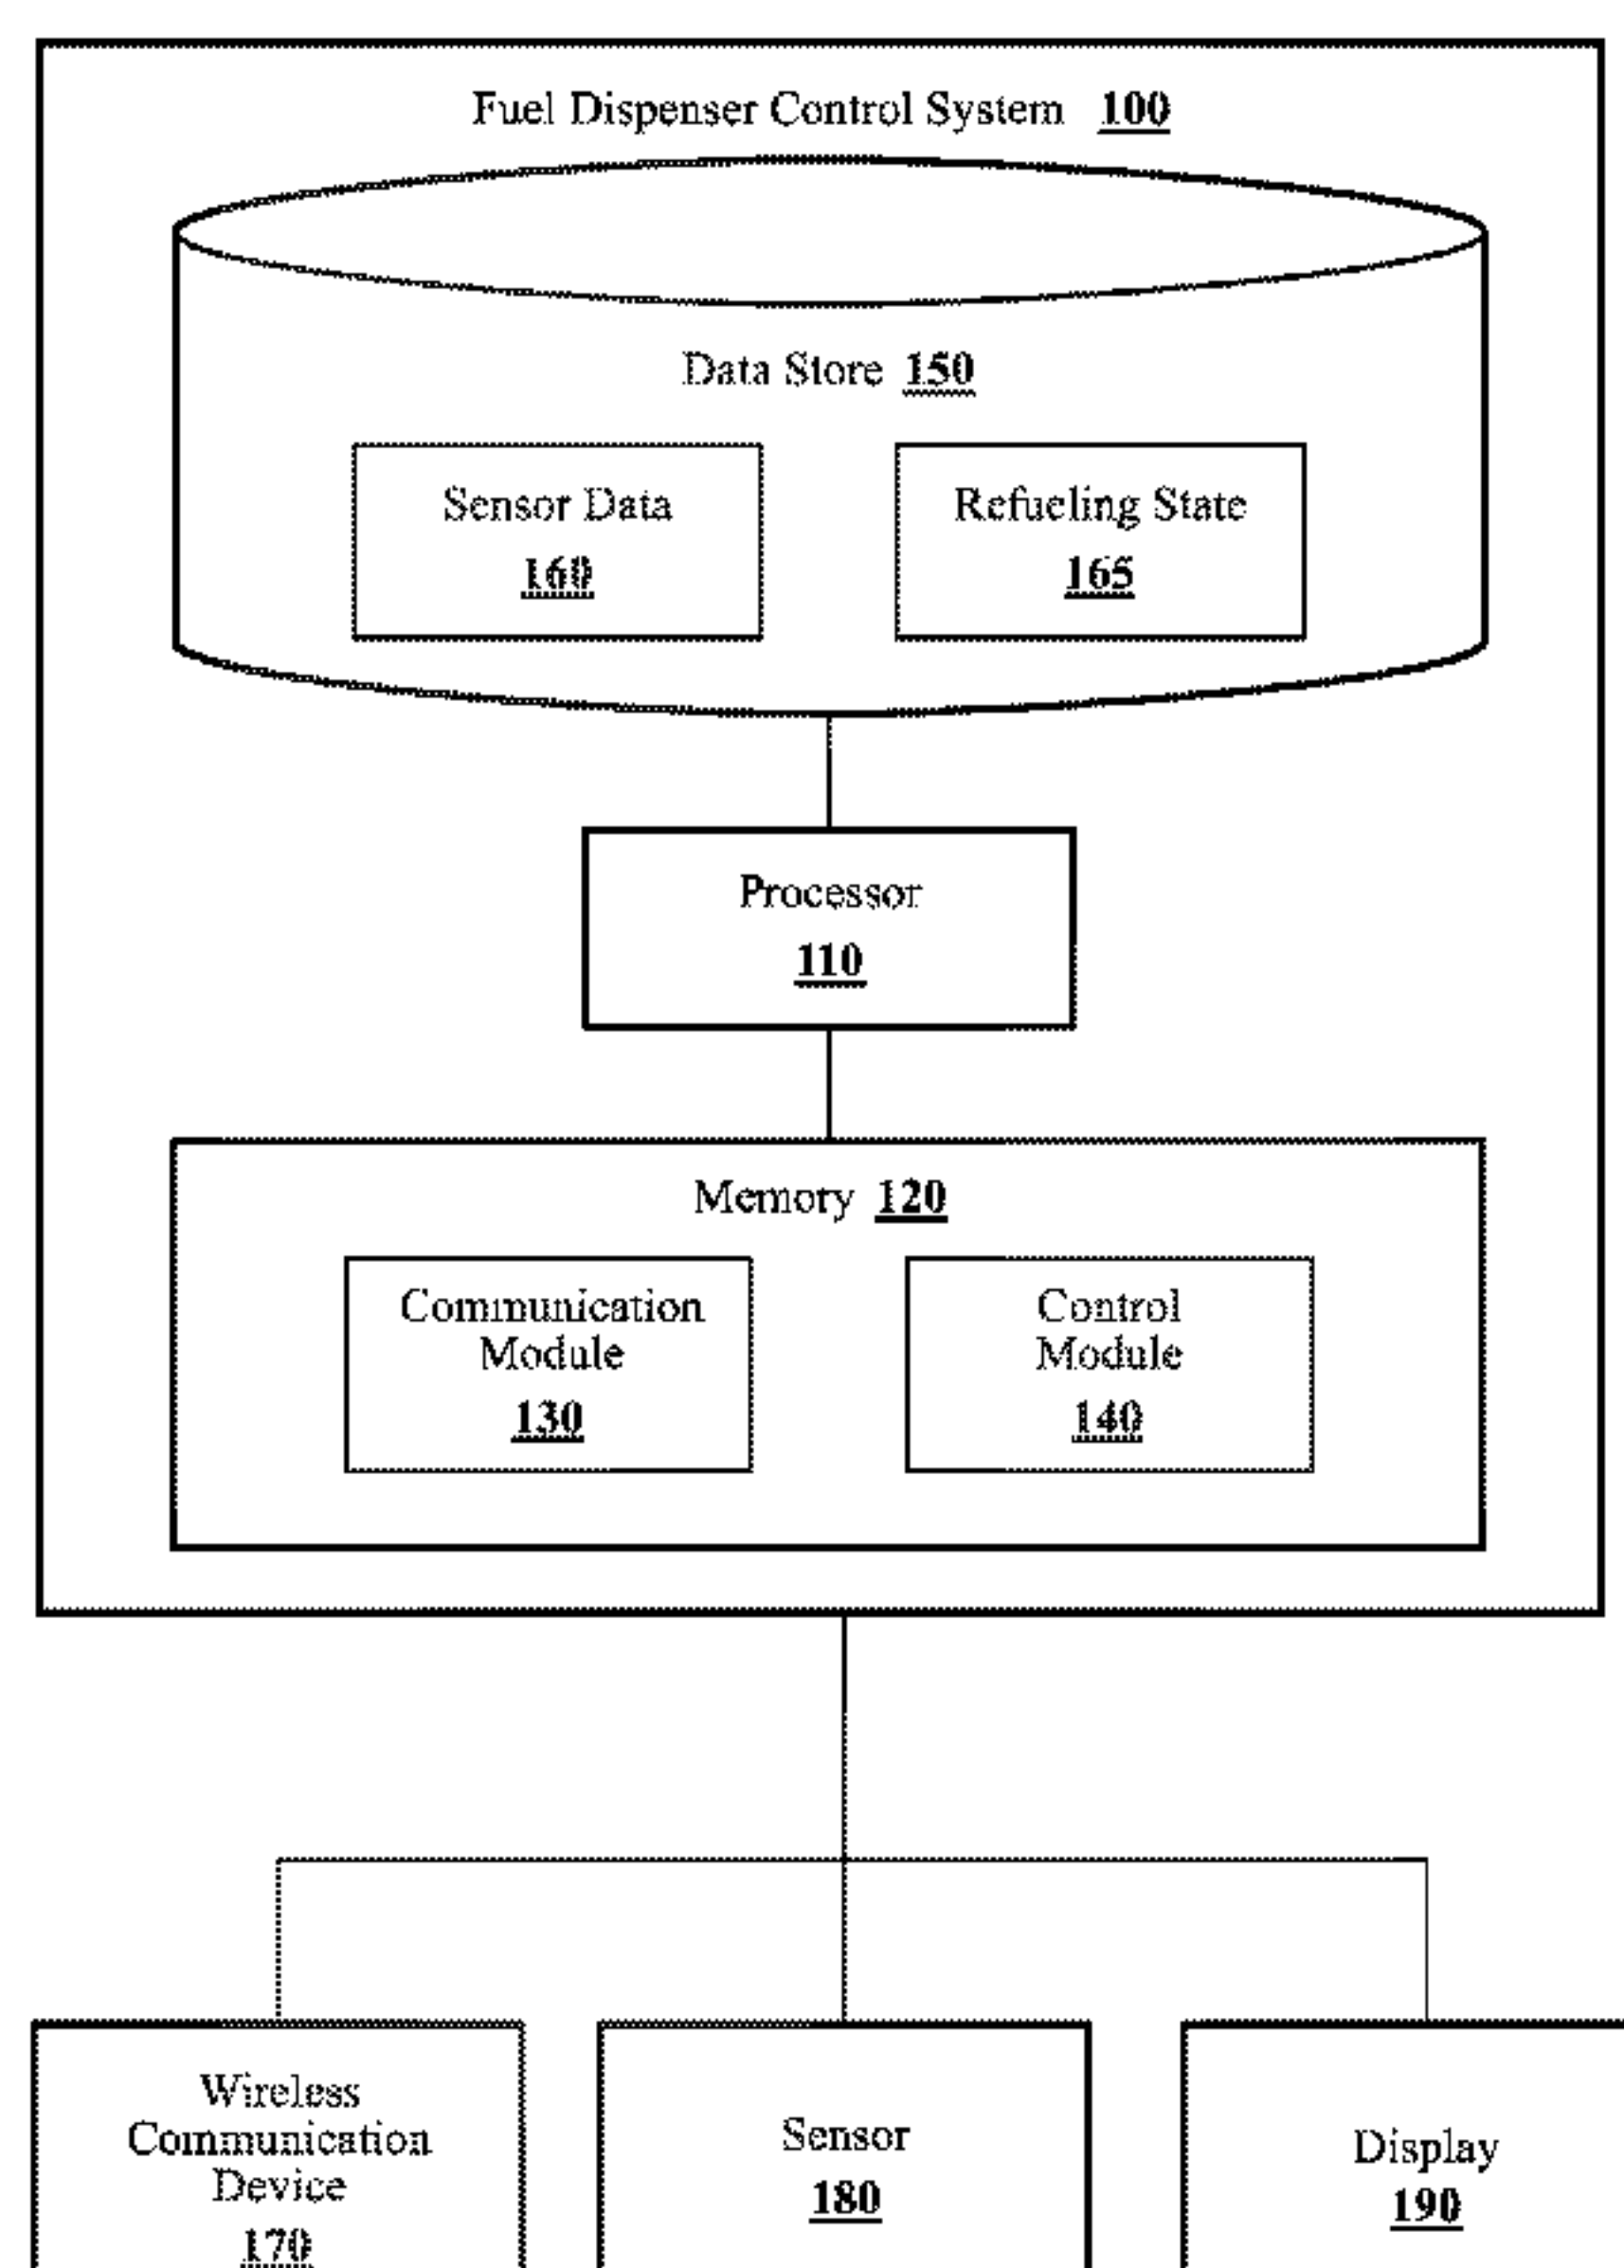 Fuel Dispenser Control System 100
Data Store 150
Sensor Data
160
Refueling State
165
Processor
110
Memory 120
Communication
Module
130
Control
Module
140
Wireless
Communication
Device
170
Sensor
180
Display
190